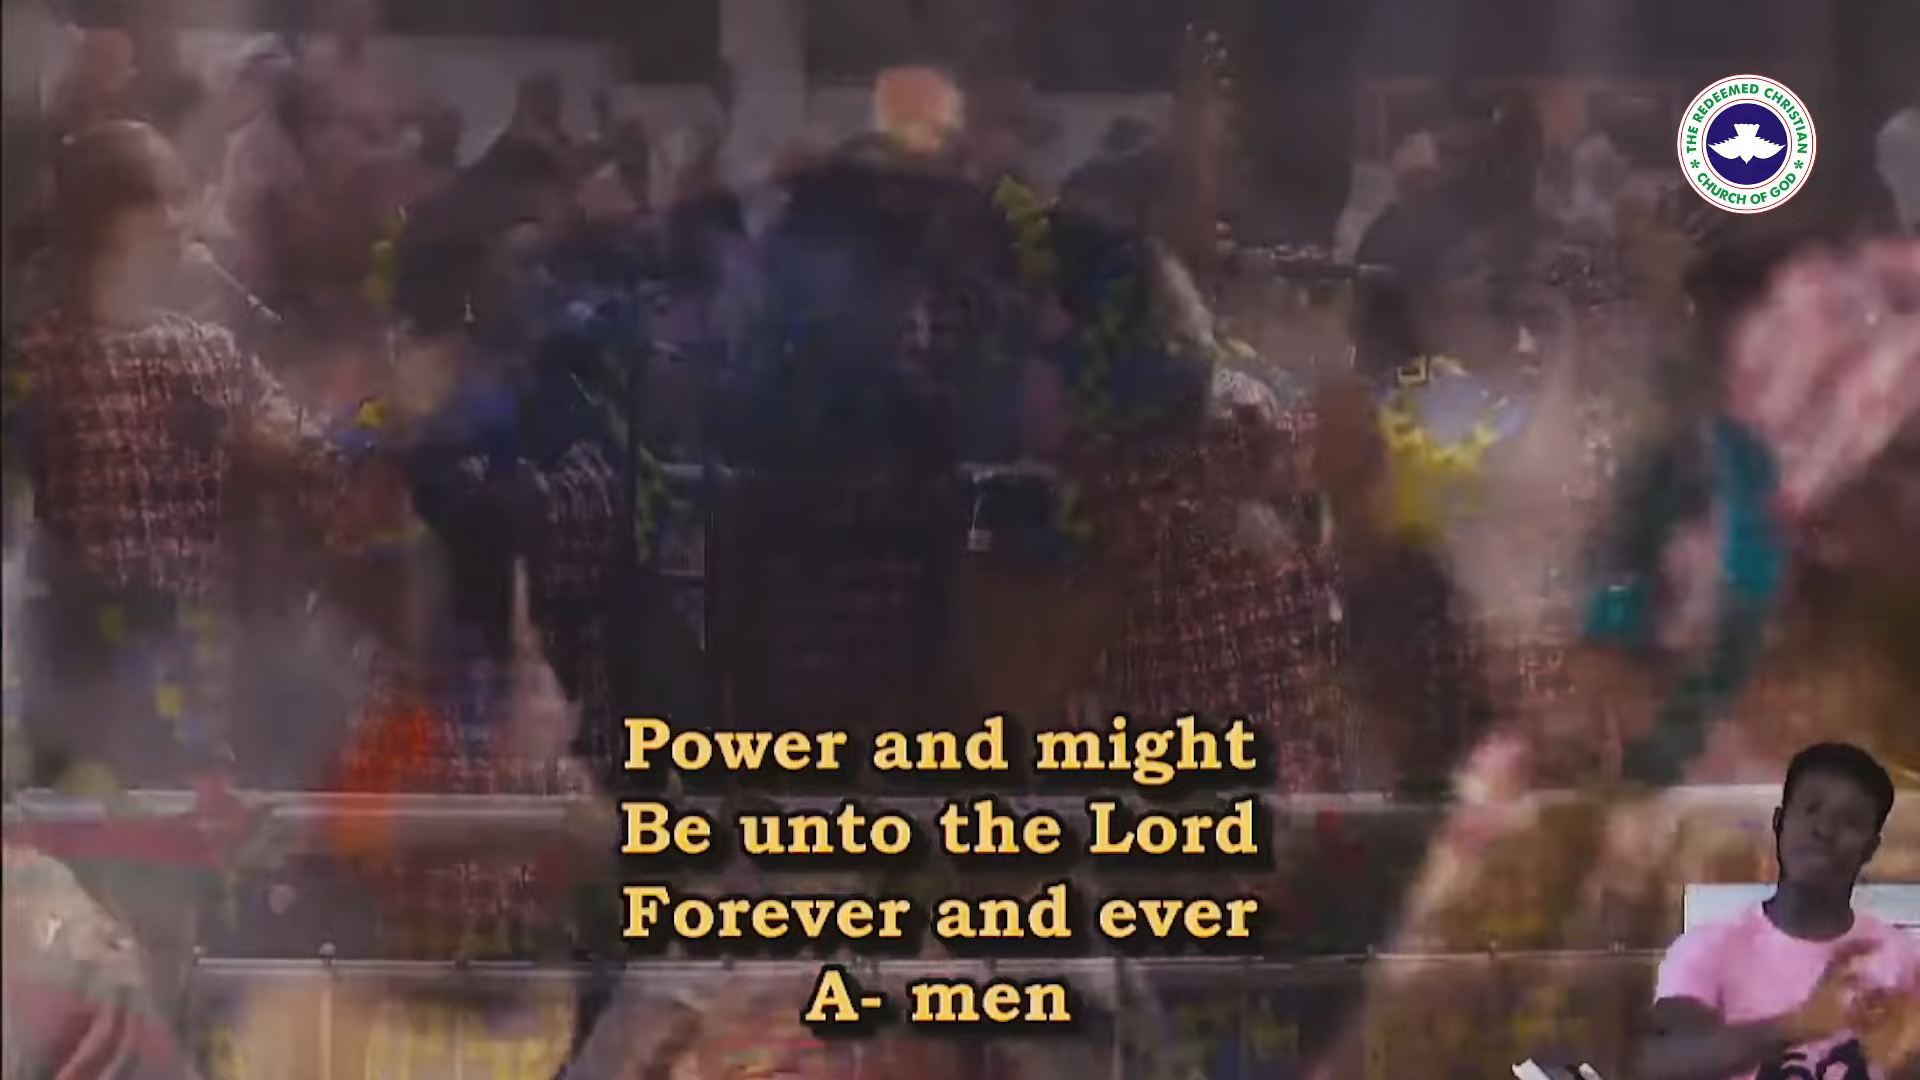 THE REDEEMED CHRISTIAN
CHURCH OF GOD
Power and might
Be unto the Lord
Forever and ever
A- men